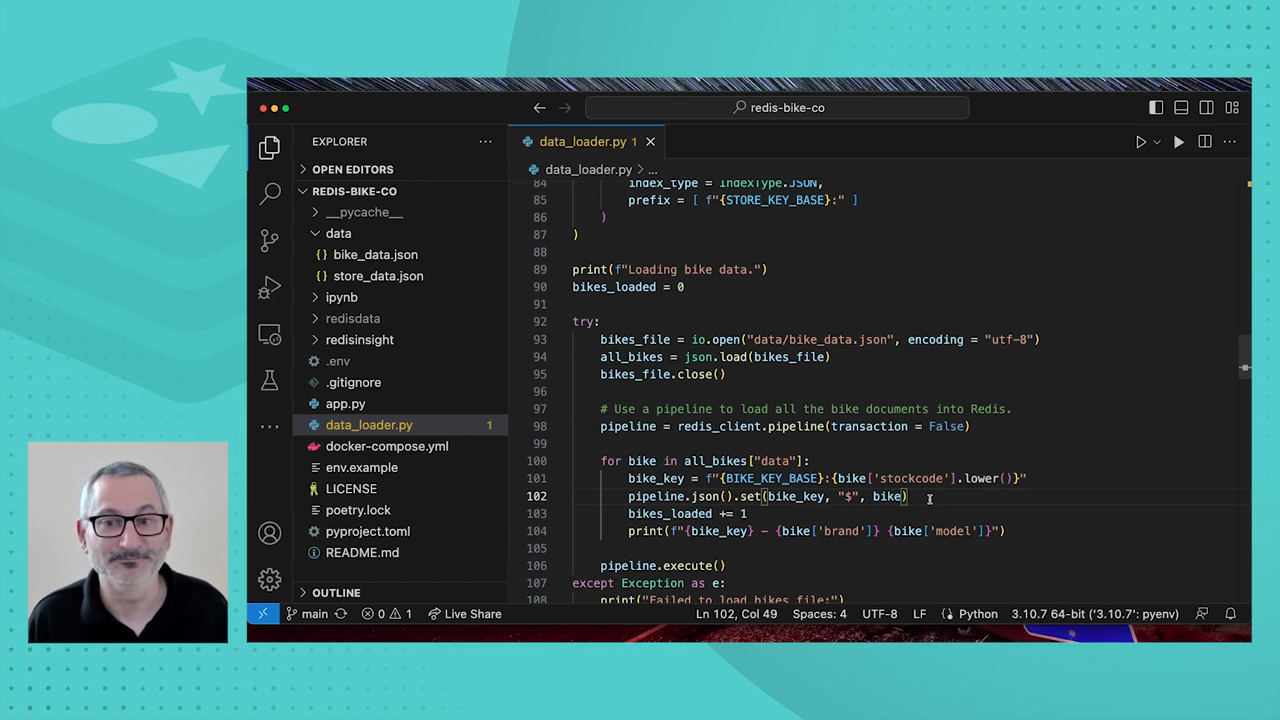 redis-bike-co
EXPLORER
OPEN EDITORS
REDIS-BIKE-CO
__pycache__
data
bike_data.json
store_data.json
ipynb
redisdata
redisinsight
.env
.gitignore
app.py
data_loader.py 1
docker-compose.yml
env.example
LICENSE
poetry.lock
pyproject.toml
README.md
OUTLINE
data_loader.py 1
data_loader.py > ...
84 index_type = IndexType.JSON,
85 prefix = [ f"{STORE_KEY_BASE}:" ]
86 )
87 )
88
89 print(f"Loading bike data.")
90 bikes_loaded = 0
91
92 try:
93 bikes_file = io.open("data/bike_data.json", encoding = "utf-8")
94 all_bikes = json.load(bikes_file)
95 bikes_file.close()
96
97 # Use a pipeline to load all the bike documents into Redis.
98 pipeline = redis_client.pipeline(transaction = False)
99
100 for bike in all_bikes["data"]:
101 bike_key = f"{BIKE_KEY_BASE}:{bike['stockcode'].lower()}"
102 pipeline.json().set(bike_key, "$", bike)
103 bikes_loaded += 1
104 print(f"{bike_key} - {bike['brand']} {bike['model']}")
105
106 pipeline.execute()
107 except Exception as e:
108 print("Failed to load bikes file:")
main 0 1 Live Share Ln 102, Col 49 Spaces: 4 UTF-8 LF Python 3.10.7 64-bit ('3.10.7': pyenv)